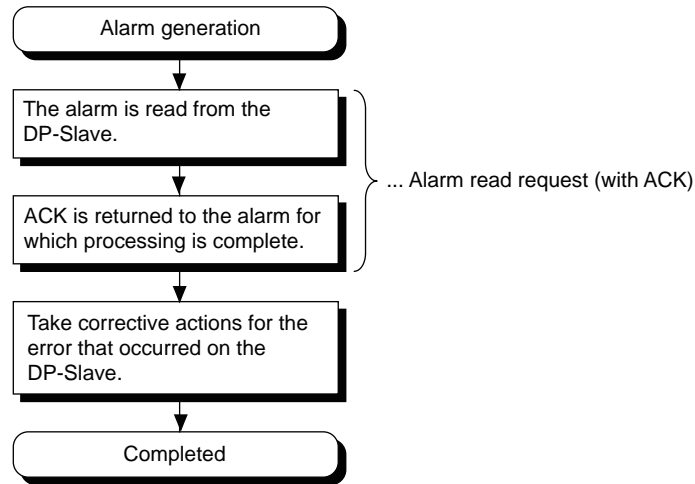 Alarm generation
The alarm is read from the
DP-Slave.
... Alarm read request (with ACK)
ACK is returned to the alarm for
which processing is complete.
Take corrective actions for the
error that occurred on the
DP-Slave.
Completed